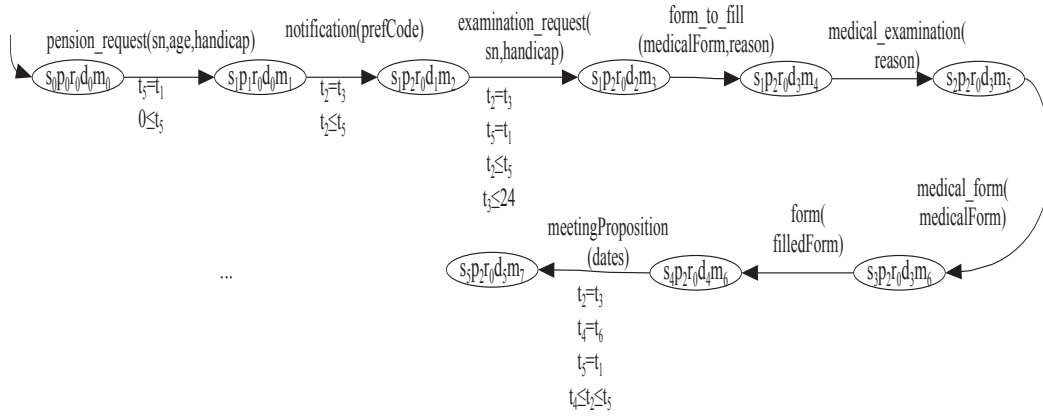 pension_request(sn,age,handicap)
notification(prefCode)
examination_request(
sn,handicap)
form_to_fill
(medicalForm,reason)
medical_examination(
reason)
s₀p₀r₀d₀m₀
s₁p₁r₀d₀m₁
s₁p₂r₀d₁m₂
s₁p₂r₀d₂m₃
s₁p₂r₀d₃m₄
s₂p₂r₀d₃m₅
t₅=t₁
0≤t₅
t₂=t₃
t₂≤t₅
t₂=t₃
t₅=t₁
t₂≤t₅
t₃≤24
medical_form(
medicalForm)
form(
filledForm)
meetingProposition
(dates)
...
s₅p₂r₀d₅m₇
s₄p₂r₀d₄m₆
s₃p₂r₀d₃m₆
t₂=t₃
t₄=t₆
t₅=t₁
t₄≤t₂≤t₅